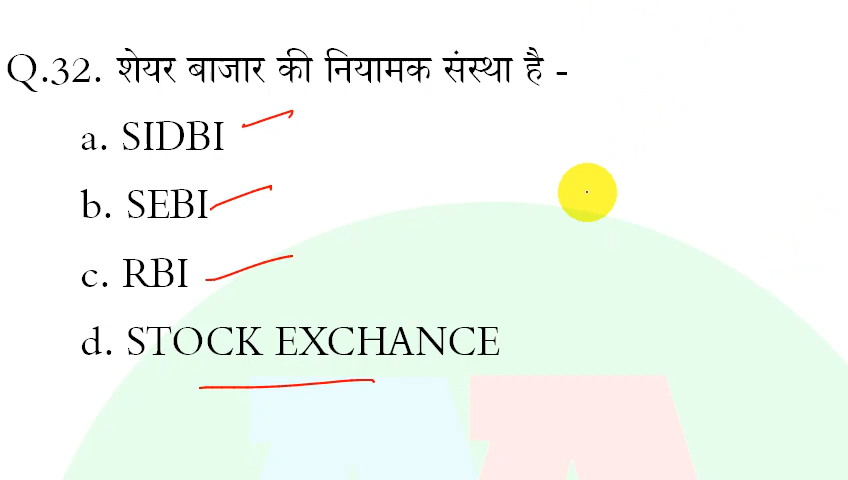 Q.32. शेयर बाजार की नियामक संस्था है -
a. SIDBI
b. SEBI
c. RBI
d. STOCK EXCHANCE